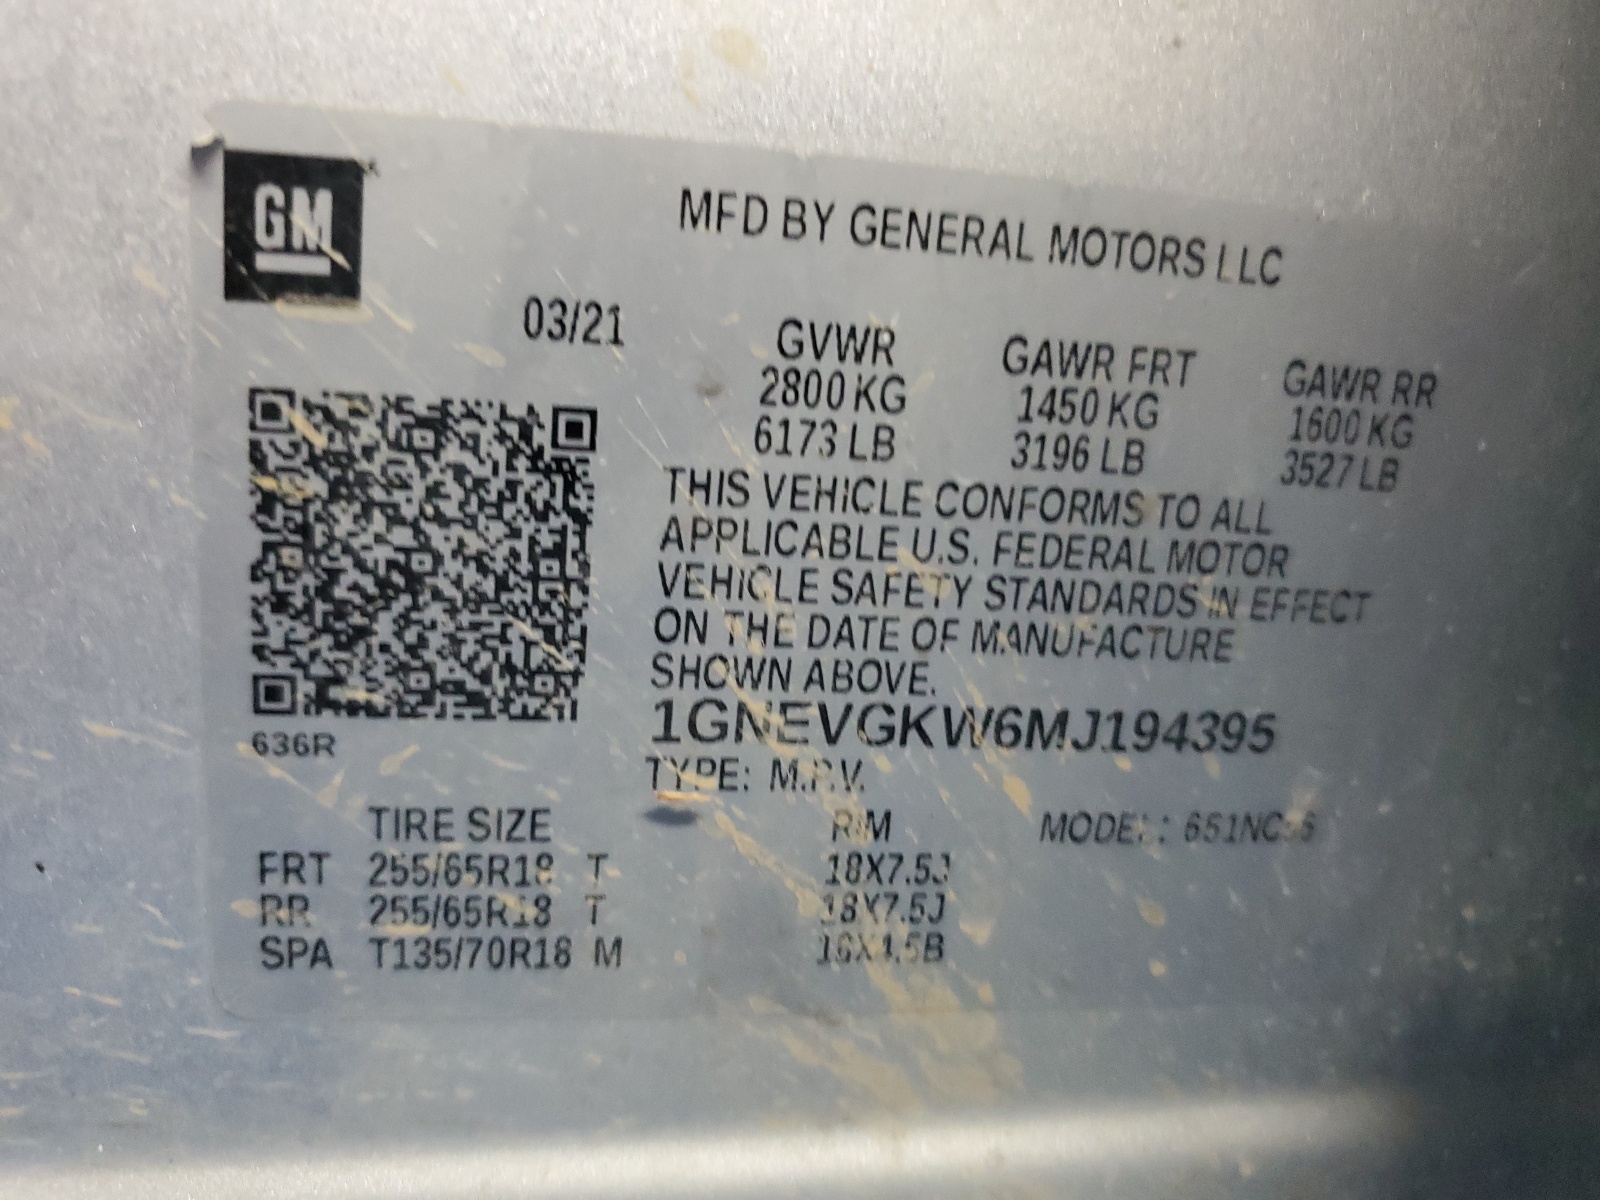 GM
MFD BY GENERAL MOTORS LLC
03/21
GVWR GAWR FRT GAWR RR
2800 KG 1450 KG 1600 KG
6173 LB 3196 LB 3527 LB
THIS VEHICLE CONFORMS TO ALL
APPLICABLE U.S. FEDERAL MOTOR
VEHICLE SAFETY STANDARDS IN EFFECT
ON THE DATE OF MANUFACTURE
SHOWN ABOVE.
1GNEVGKW6MJ194395
636R
TYPE: M.P.V.
TIRE SIZE RIM MODEL:
FRT 255/65R18 T 18X7.5J
RR 255/65R18 T 18X7.5J
SPA T135/70R18 M